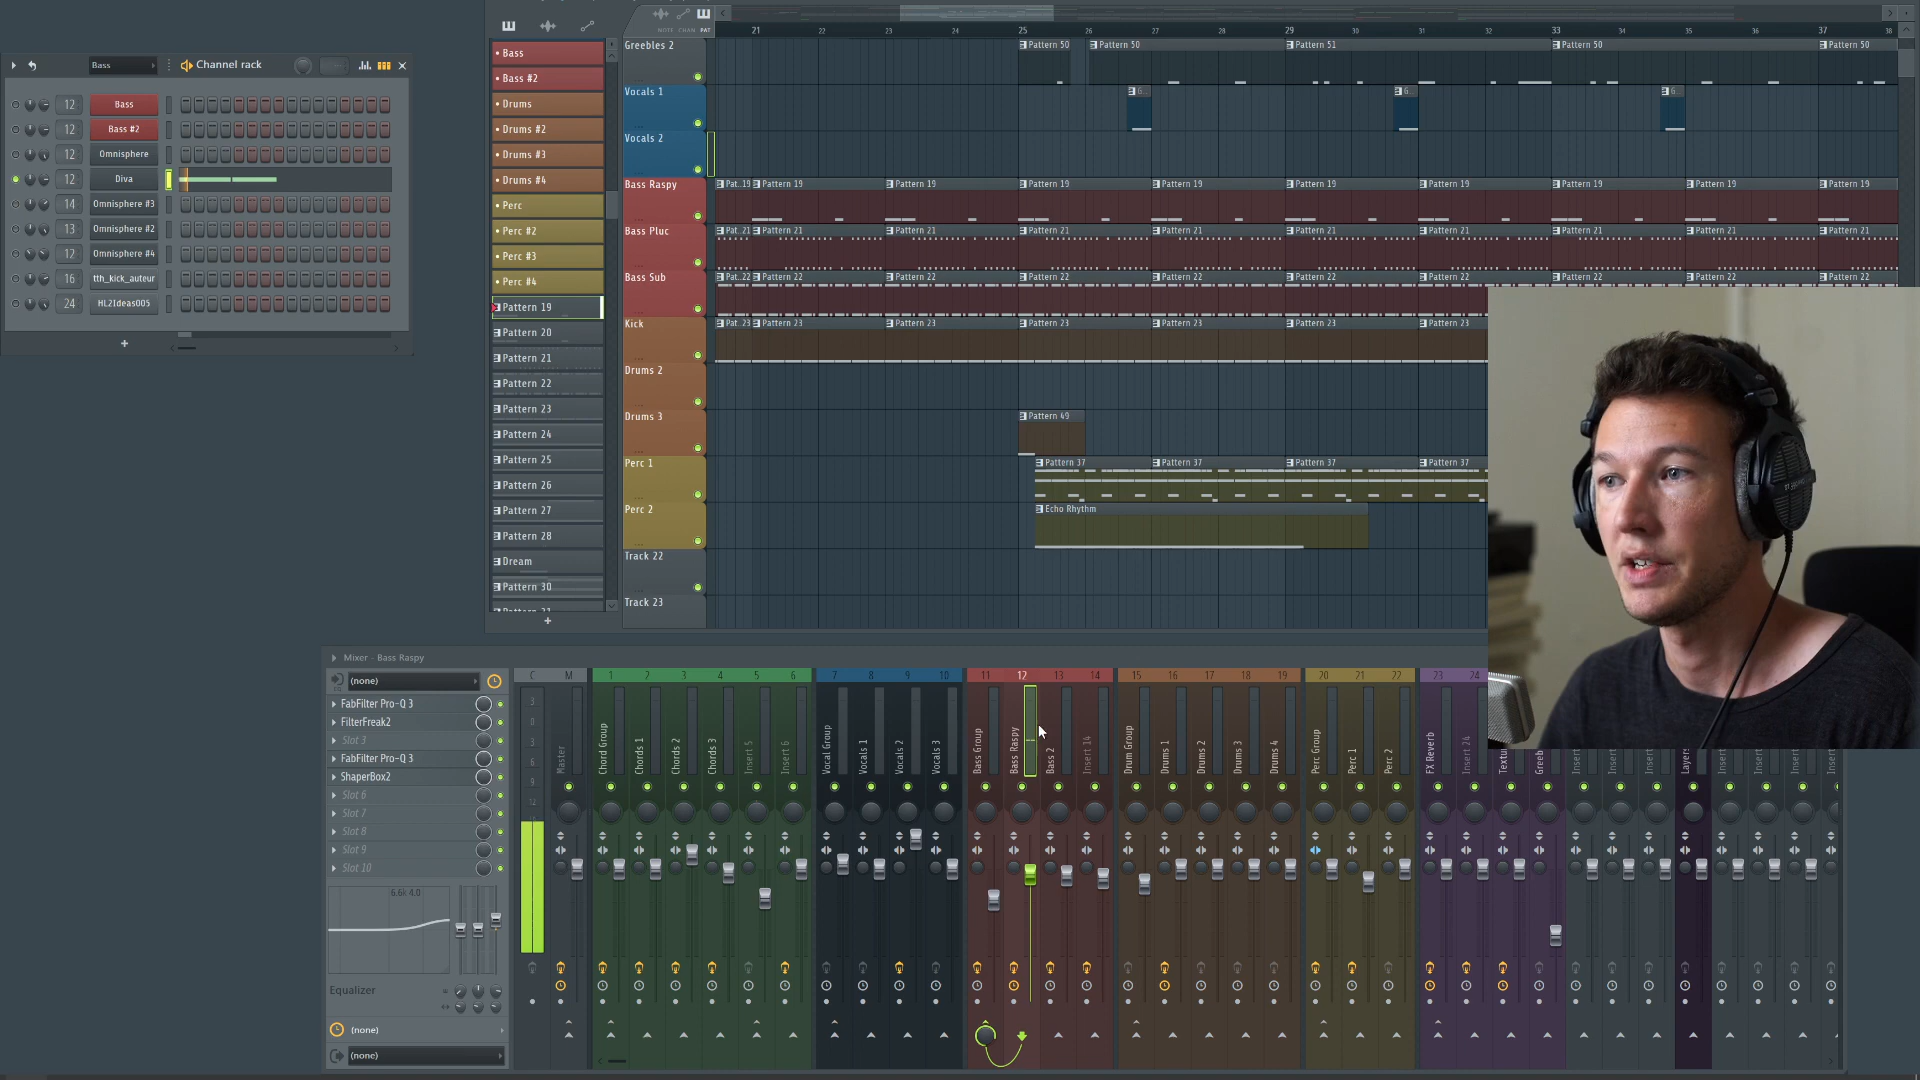 Bass
Channel rack
12 Bass
12 Bass #2
12 Omnisphere
12 Diva
14 Omnisphere #3
13 Omnisphere #2
12 Omnisphere #4
16 tth_kick_auteur
24 HL2Ideas005
+
Bass
Bass #2
Drums
Drums #2
Drums #3
Drums #4
Perc
Perc #2
Perc #3
Perc #4
Pattern 19
Pattern 20
Pattern 21
Pattern 22
Pattern 23
Pattern 24
Pattern 25
Pattern 26
Pattern 27
Pattern 28
Dream
Pattern 30
+
NOTE CHAN PAT
21 22 23 24 25 26 27 28 29 30 31 32 33 34 35 36 37 38
Greebles 2
Pattern 50 Pattern 50 Pattern 51 Pattern 50 Pattern 50
Vocals 1
G.. G.. G..
Vocals 2
Bass Raspy
Pat..19 Pattern 19 Pattern 19 Pattern 19 Pattern 19 Pattern 19 Pattern 19 Pattern 19 Pattern 19 Pattern 19
Bass Pluc
Pat..21 Pattern 21 Pattern 21 Pattern 21 Pattern 21 Pattern 21 Pattern 21 Pattern 21 Pattern 21 Pattern 21
Bass Sub
Pat..22 Pattern 22 Pattern 22 Pattern 22 Pattern 22 Pattern 22 Pattern 22 Pattern 22 Pattern 22 Pattern 22
Kick
Pat..23 Pattern 23 Pattern 23 Pattern 23 Pattern 23 Pattern 23 Pattern 23
Drums 2
Drums 3
Pattern 49
Perc 1
Pattern 37 Pattern 37 Pattern 37 Pattern 37
Perc 2
Echo Rhythm
Track 22
Track 23
Mixer - Bass Raspy
(none)
FabFilter Pro-Q 3
FilterFreak2
Slot 3
FabFilter Pro-Q 3
ShaperBox2
Slot 6
Slot 7
Slot 8
Slot 9
Slot 10
6.6k 4.0
Equalizer
(none)
(none)
C M 1 2 3 4 5 6 7 8 9 10 11 12 13 14 15 16 17 18 19 20 21 22 23 24
Master
Chord Group
Chords 1
Chords 2
Chords 3
Insert 5
Insert 6
Vocal Group
Vocals 1
Vocals 2
Vocals 3
Bass Group
Bass Raspy
Bass 2
Insert 14
Drum Group
Drums 1
Drums 2
Drums 3
Drums 4
Perc Group
Perc 1
Perc 2
FX Reverb
Insert 24